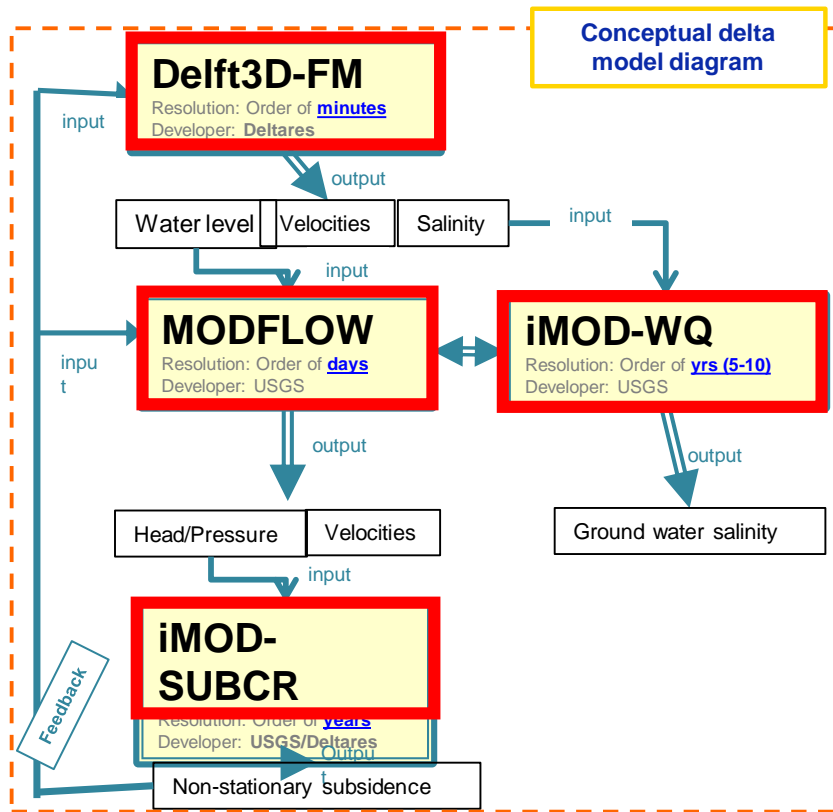 Conceptual delta
model diagram
Delft3D-FM
Resolution: Order of minutes
Developer: Deltares
input
output
Water level
Velocities
Salinity
input
input
MODFLOW
Resolution: Order of days
Developer: USGS
iMOD-WQ
Resolution: Order of yrs (5-10)
Developer: USGS
inpu
t
output
output
Head/Pressure
Velocities
Ground water salinity
input
iMOD-
SUBCR
Resolution: Order of years
Developer: USGS/Deltares
Outpu
t
Feedback
Non-stationary subsidence